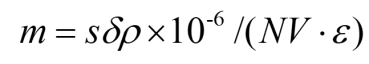 m = sδρ×10⁻⁶ /(NV · ε)